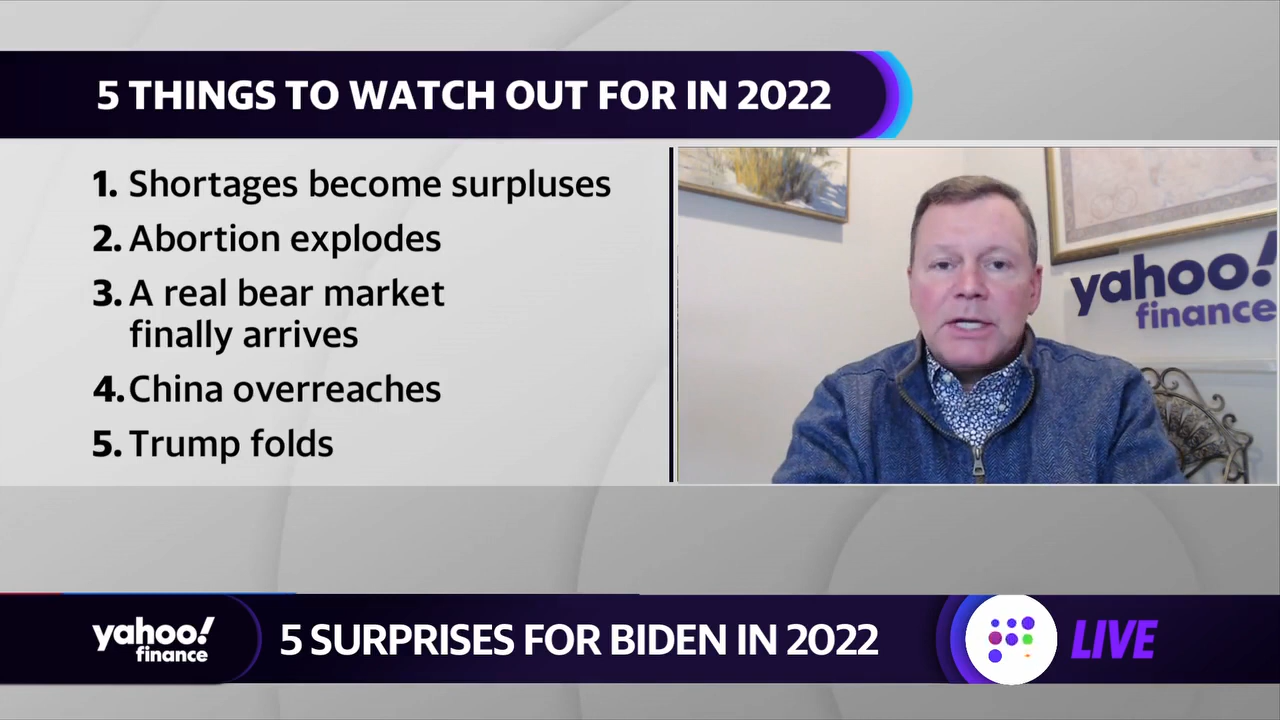 5 THINGS TO WATCH OUT FOR IN 2022
1. Shortages become surpluses
2. Abortion explodes
3. A real bear market
finally arrives
4. China overreaches
5. Trump folds
yahoo!
finance
yahoo!
finance
5 SURPRISES FOR BIDEN IN 2022
LIVE